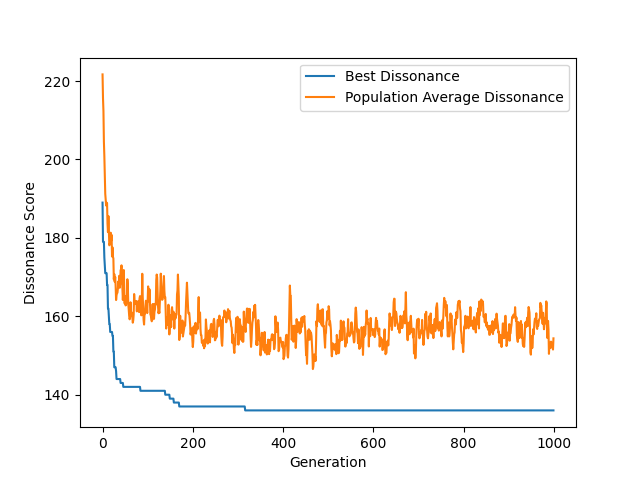 Best Dissonance
Population Average Dissonance
Dissonance Score
220
200
180
160
140
0 200 400 600 800 1000
Generation